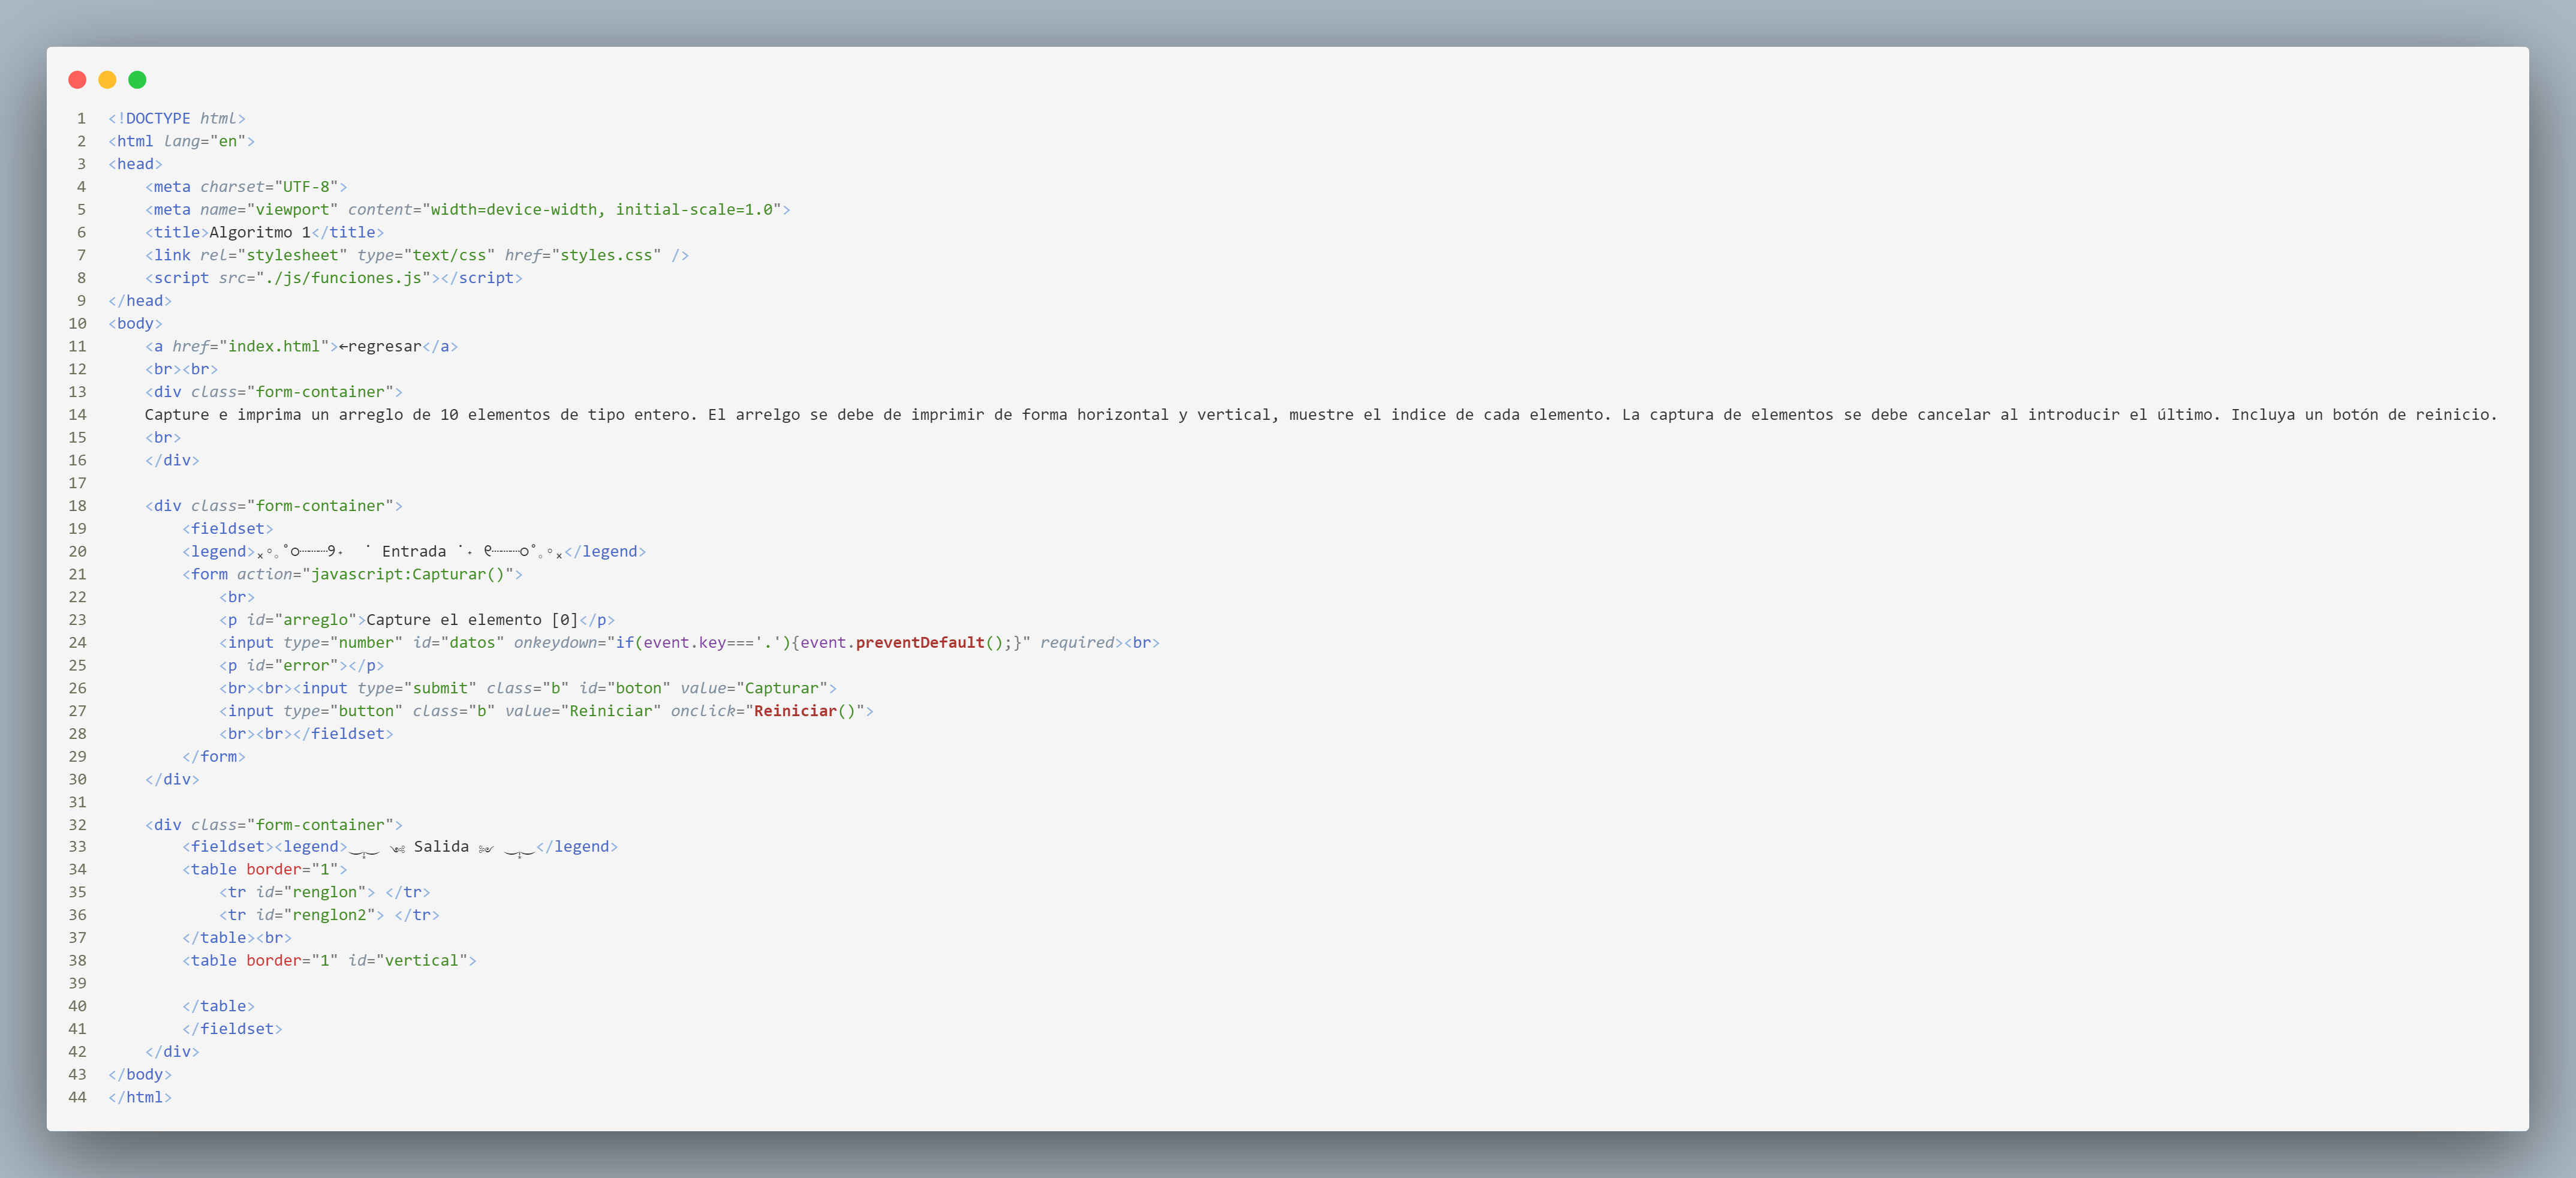 1 <!DOCTYPE html>
2 <html lang="en">
3 <head>
4     <meta charset="UTF-8">
5     <meta name="viewport" content="width=device-width, initial-scale=1.0">
6     <title>Algoritmo 1</title>
7     <link rel="stylesheet" type="text/css" href="styles.css" />
8     <script src="./js/funciones.js"></script>
9 </head>
10 <body>
11     <a href="index.html">←regresar</a>
12     <br><br>
13     <div class="form-container">
14     Capture e imprima un arreglo de 10 elementos de tipo entero. El arrelgo se debe de imprimir de forma horizontal y vertical, muestre el indice de cada elemento. La captura de elementos se debe cancelar al introducir el último. Incluya un botón de reinicio.
15     <br>
16     </div>
17
18     <div class="form-container">
19         <fieldset>
20         <legend>ₓ◦。˚ဝ┈┈┈୨˖ ˙ Entrada ˙˖ ୧┈┈┈ဝ˚。◦ₓ</legend>
21         <form action="javascript:Capturar()">
22             <br>
23             <p id="arreglo">Capture el elemento [0]</p>
24             <input type="number" id="datos" onkeydown="if(event.key==='.'){event.preventDefault();}" required><br>
25             <p id="error"></p>
26             <br><br><input type="submit" class="b" id="boton" value="Capturar">
27             <input type="button" class="b" value="Reiniciar" onclick="Reiniciar()">
28             <br><br></fieldset>
29         </form>
30     </div>
31
32     <div class="form-container">
33         <fieldset><legend>‿̩͙‿ ༺ Salida ༻ ‿̩͙‿</legend>
34         <table border="1">
35             <tr id="renglon"> </tr>
36             <tr id="renglon2"> </tr>
37         </table><br>
38         <table border="1" id="vertical">
39
40         </table>
41         </fieldset>
42     </div>
43 </body>
44 </html>